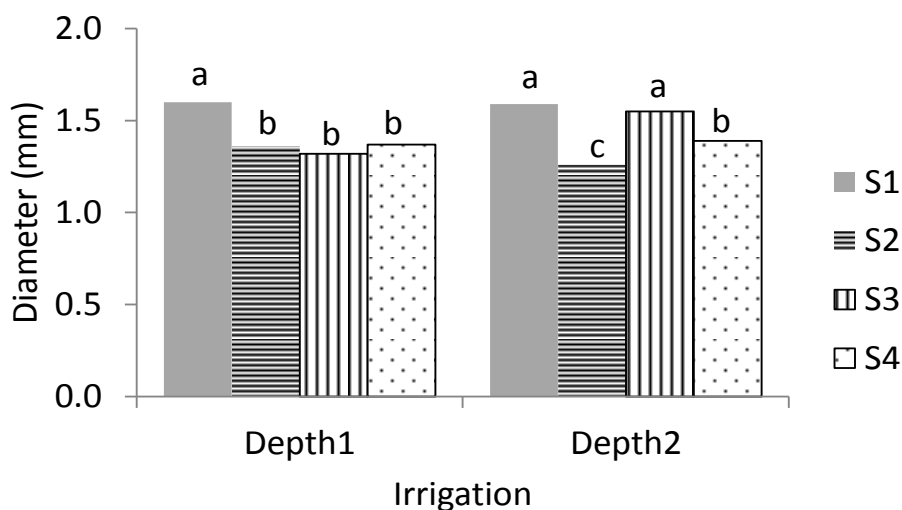 2.0
1.5
1.0
0.5
0.0
Diameter (mm)
a
b
b
b
a
c
a
b
Depth1
Depth2
Irrigation
S1
S2
S3
S4